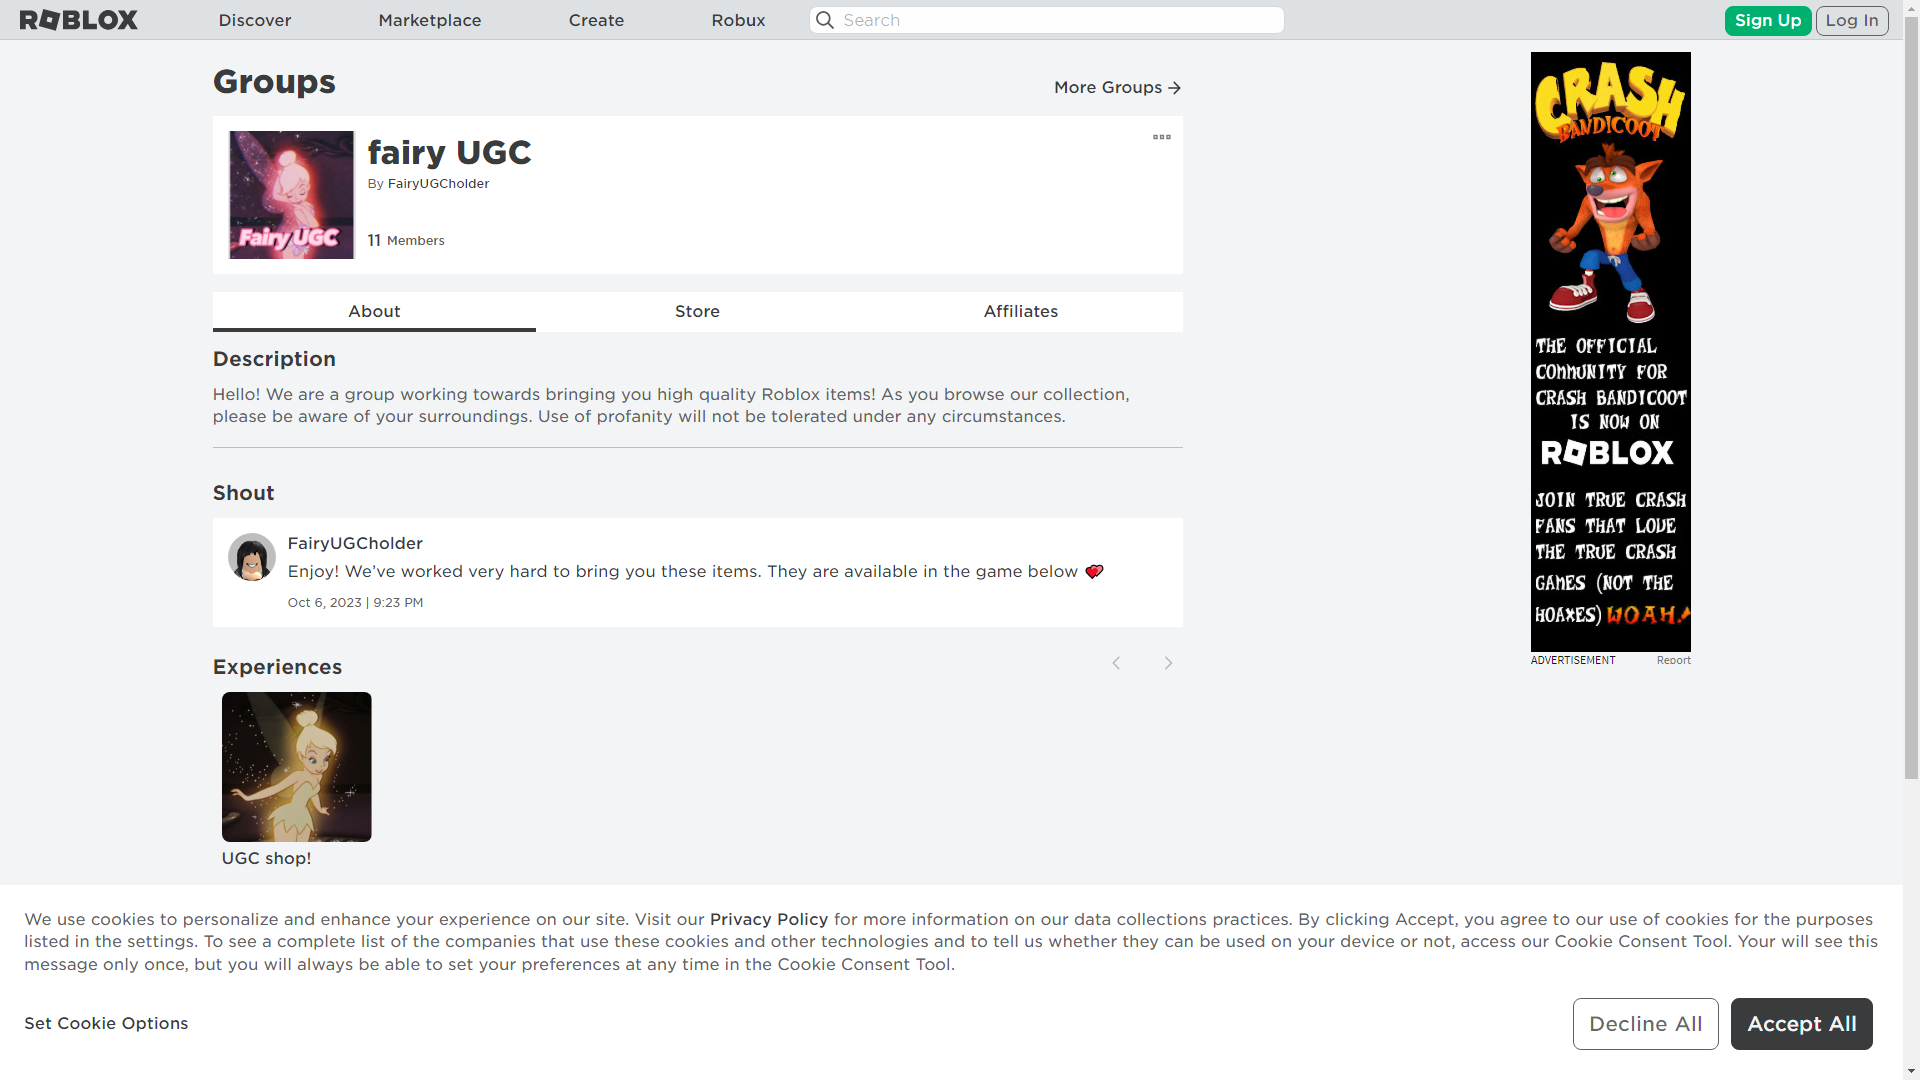 ROBLOX
Discover
Marketplace
Create
Robux
Search
Sign Up
Log In
Groups
More Groups
fairy UGC
By FairyUGCholder
11 Members
Fairy UGC
About
Store
Affiliates
Description
Hello! We are a group working towards bringing you high quality Roblox items! As you browse our collection,
please be aware of your surroundings. Use of profanity will not be tolerated under any circumstances.
Shout
FairyUGCholder
Enjoy! We’ve worked very hard to bring you these items. They are available in the game below 💕
Oct 6, 2023 | 9:23 PM
Experiences
UGC shop!
CRASH
BANDICOOT
THE OFFICIAL
COMMUNITY FOR
CRASH BANDICOOT
IS NOW ON
ROBLOX
JOIN TRUE CRASH
FANS THAT LOVE
THE TRUE CRASH
GAMES (NOT THE
HOAXES) WOAH!
ADVERTISEMENT
Report
We use cookies to personalize and enhance your experience on our site. Visit our Privacy Policy for more information on our data collections practices. By clicking Accept, you agree to our use of cookies for the purposes
listed in the settings. To see a complete list of the companies that use these cookies and other technologies and to tell us whether they can be used on your device or not, access our Cookie Consent Tool. Your will see this
message only once, but you will always be able to set your preferences at any time in the Cookie Consent Tool.
Set Cookie Options
Decline All
Accept All